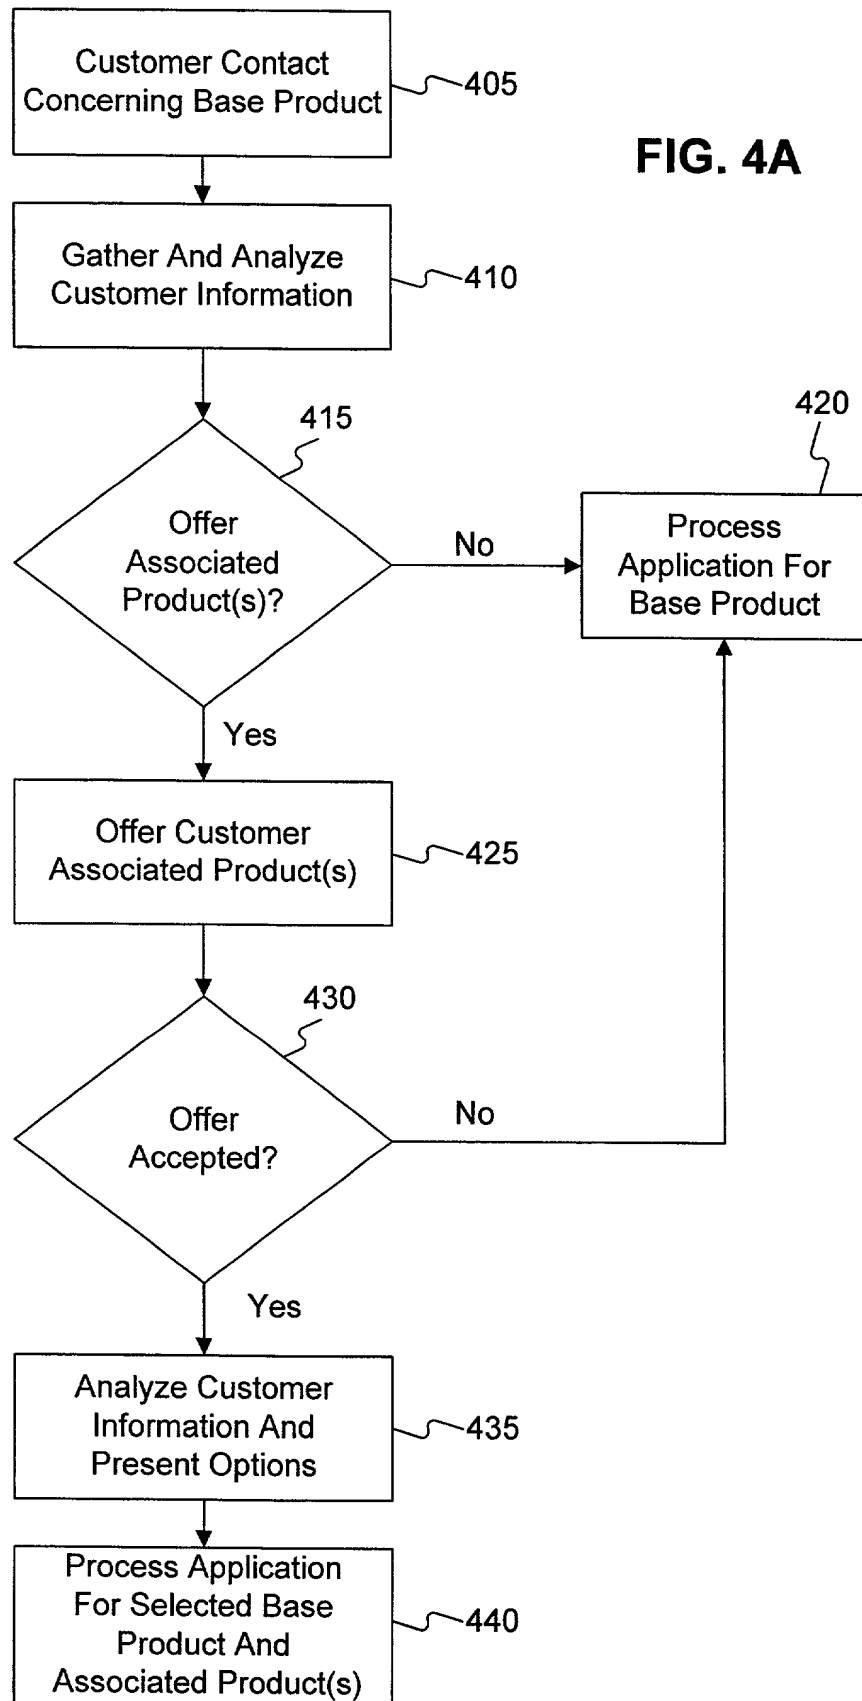 Customer Contact
Concerning Base Product
405
FIG. 4A
Gather And Analyze
Customer Information
410
415
420
Offer
Associated
Product(s)?
No
Process
Application For
Base Product
Yes
Offer Customer
Associated Product(s)
425
430
Offer
Accepted?
No
Yes
Analyze Customer
Information And
Present Options
435
Process Application
For Selected Base
Product And
Associated Product(s)
440